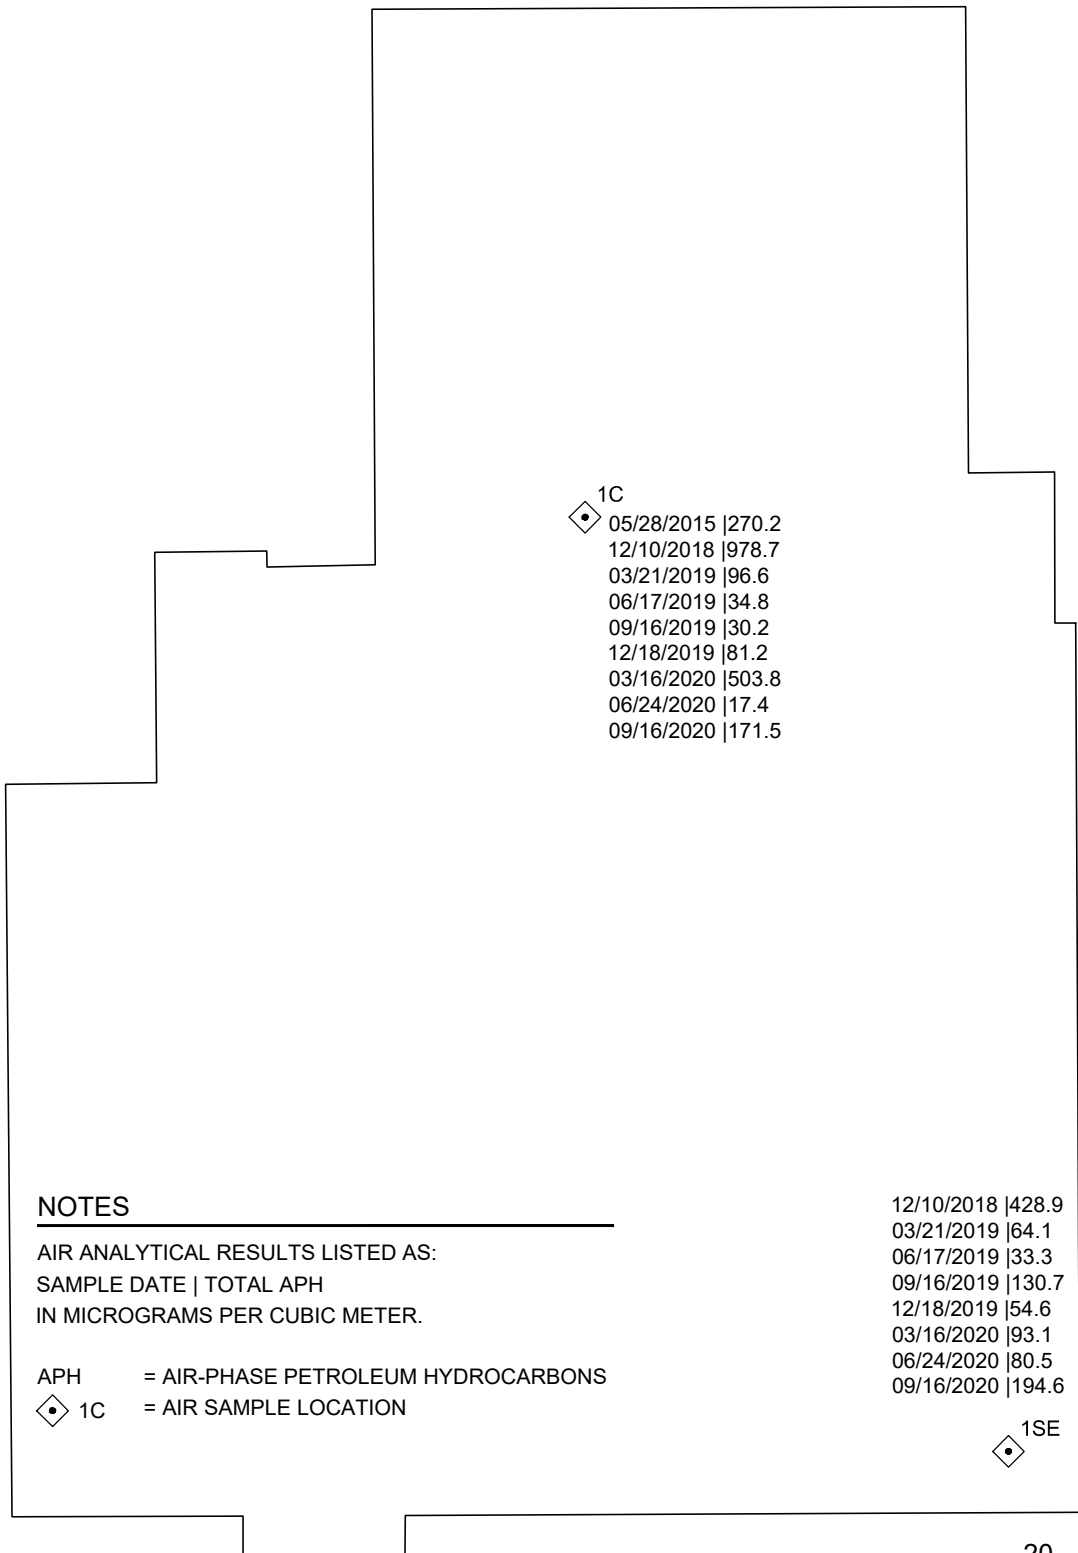 1C
05/28/2015 |270.2
12/10/2018 |978.7
03/21/2019 |96.6
06/17/2019 |34.8
09/16/2019 |30.2
12/18/2019 |81.2
03/16/2020 |503.8
06/24/2020 |17.4
09/16/2020 |171.5
NOTES
AIR ANALYTICAL RESULTS LISTED AS:
SAMPLE DATE | TOTAL APH
IN MICROGRAMS PER CUBIC METER.
APH = AIR-PHASE PETROLEUM HYDROCARBONS
1C = AIR SAMPLE LOCATION
12/10/2018 |428.9
03/21/2019 |64.1
06/17/2019 |33.3
09/16/2019 |130.7
12/18/2019 |54.6
03/16/2020 |93.1
06/24/2020 |80.5
09/16/2020 |194.6
1SE